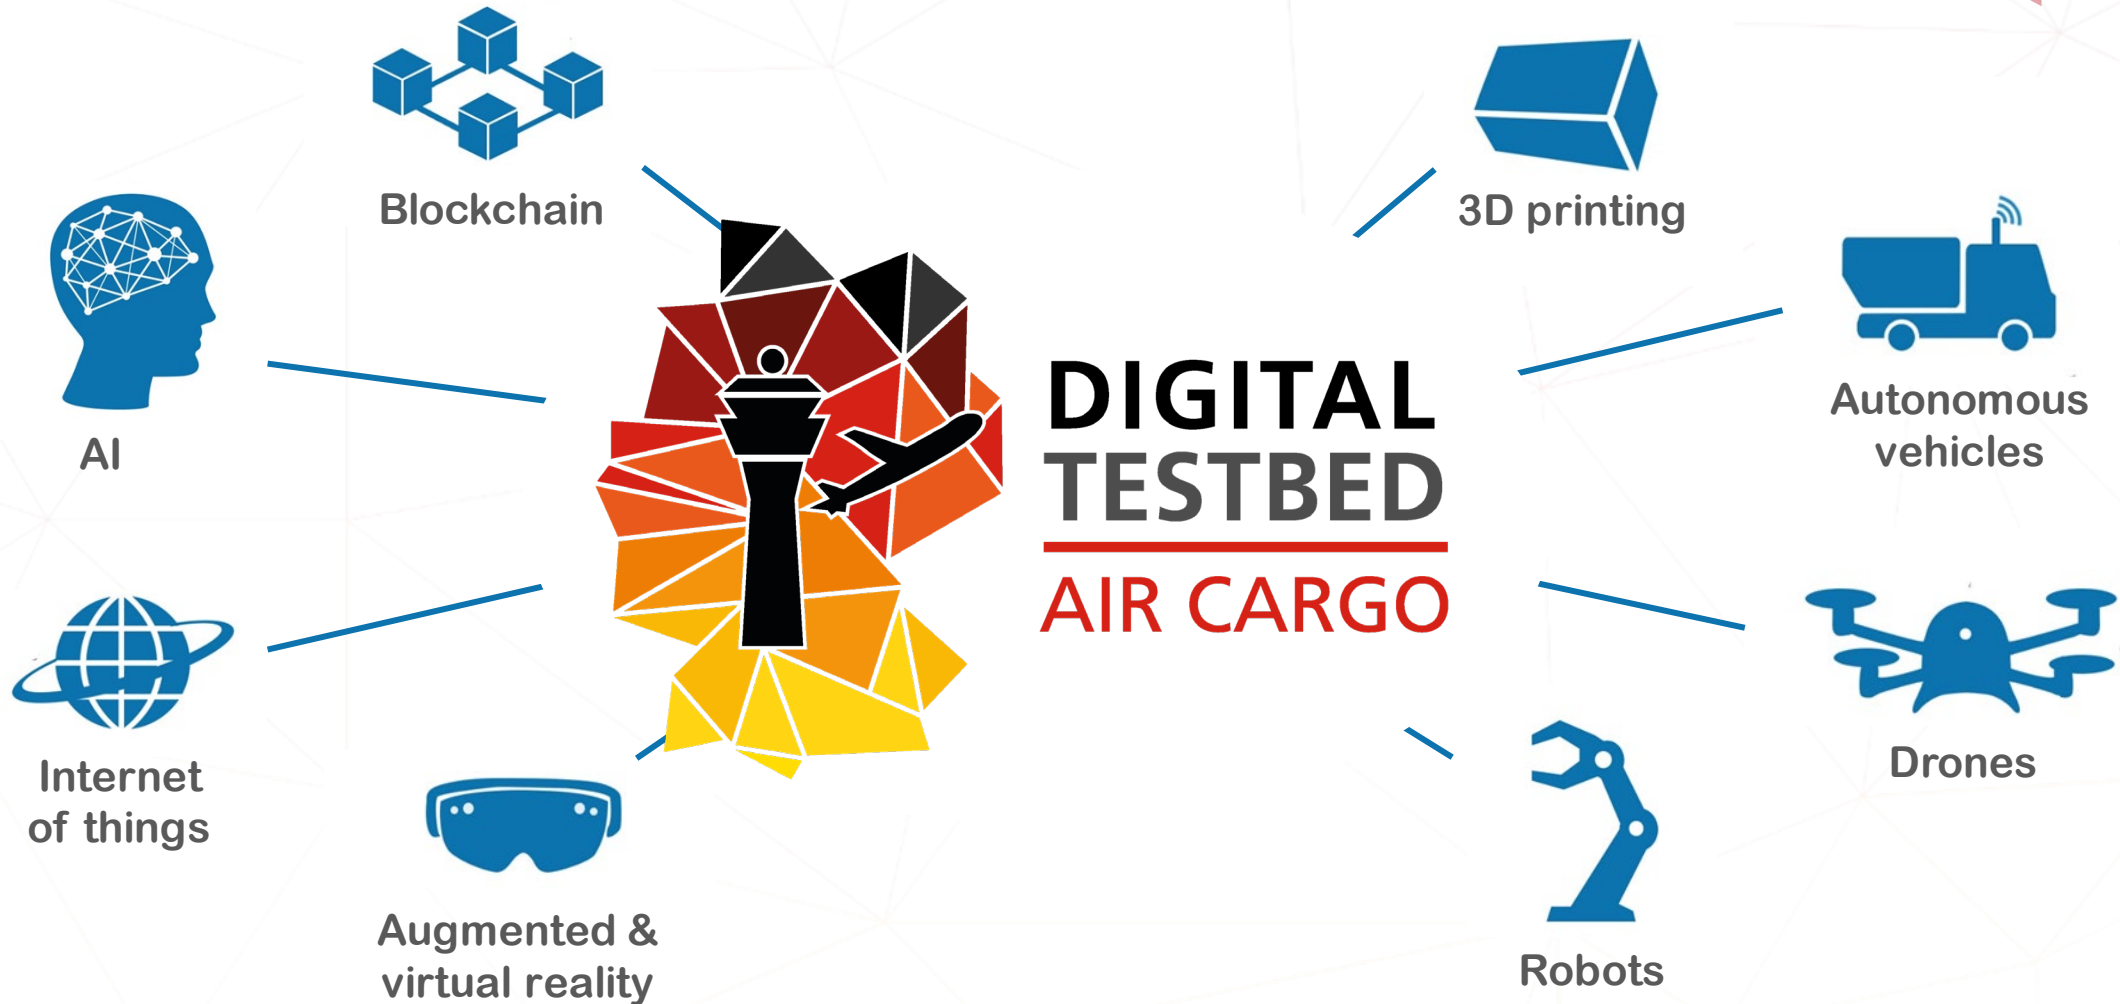 Blockchain
3D printing
AI
Autonomous
vehicles
DIGITAL
TESTBED
AIR CARGO
Internet
of things
Drones
Augmented &
virtual reality
Robots